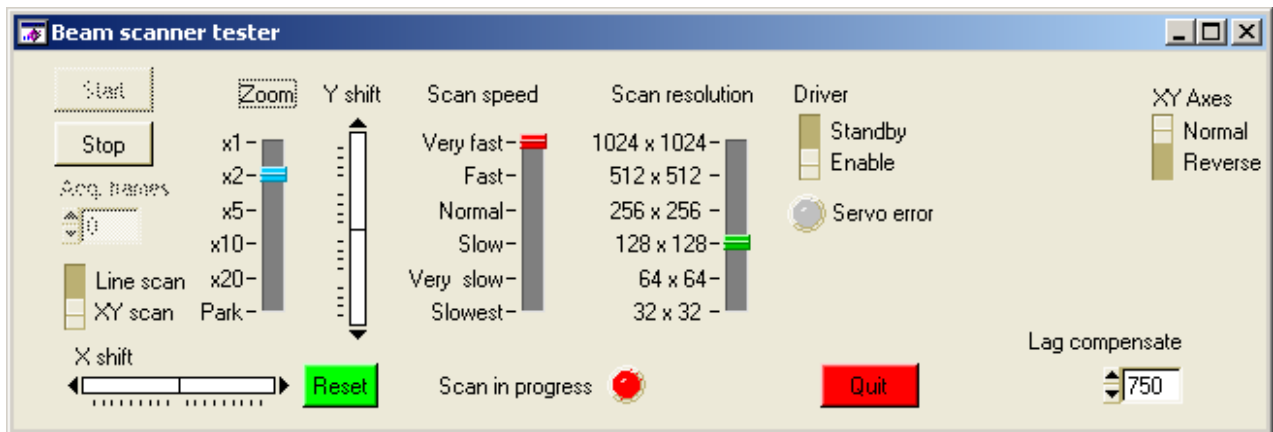 Beam scanner tester
Start
Stop
Acq. frames
0
Line scan
XY scan
X shift
Zoom
x1
x2
x5
x10
x20
Park
Y shift
Reset
Scan speed
Very fast
Fast
Normal
Slow
Very slow
Slowest
Scan in progress
Scan resolution
1024 x 1024
512 x 512
256 x 256
128 x 128
64 x 64
32 x 32
Driver
Standby
Enable
Servo error
Quit
XY Axes
Normal
Reverse
Lag compensate
750